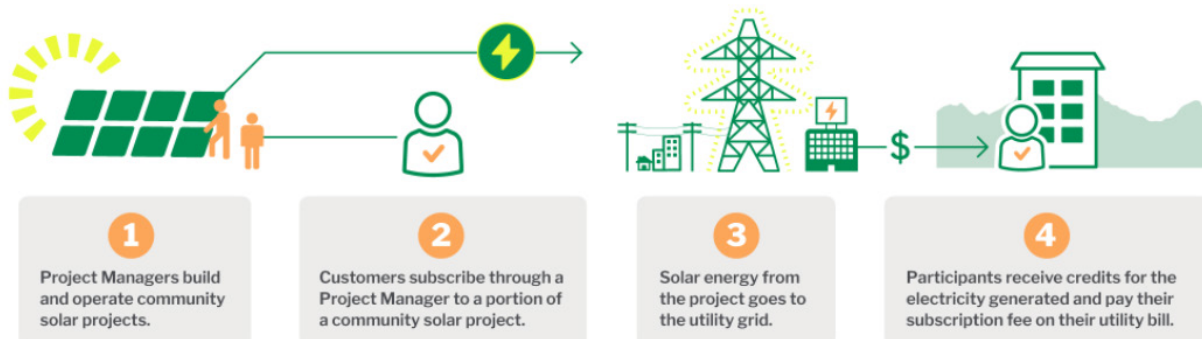 1
Project Managers build
and operate community
solar projects.
2
Customers subscribe through a
Project Manager to a portion of
a community solar project.
$
3
Solar energy from
the project goes to
the utility grid.
4
Participants receive credits for the
electricity generated and pay their
subscription fee on their utility bill.